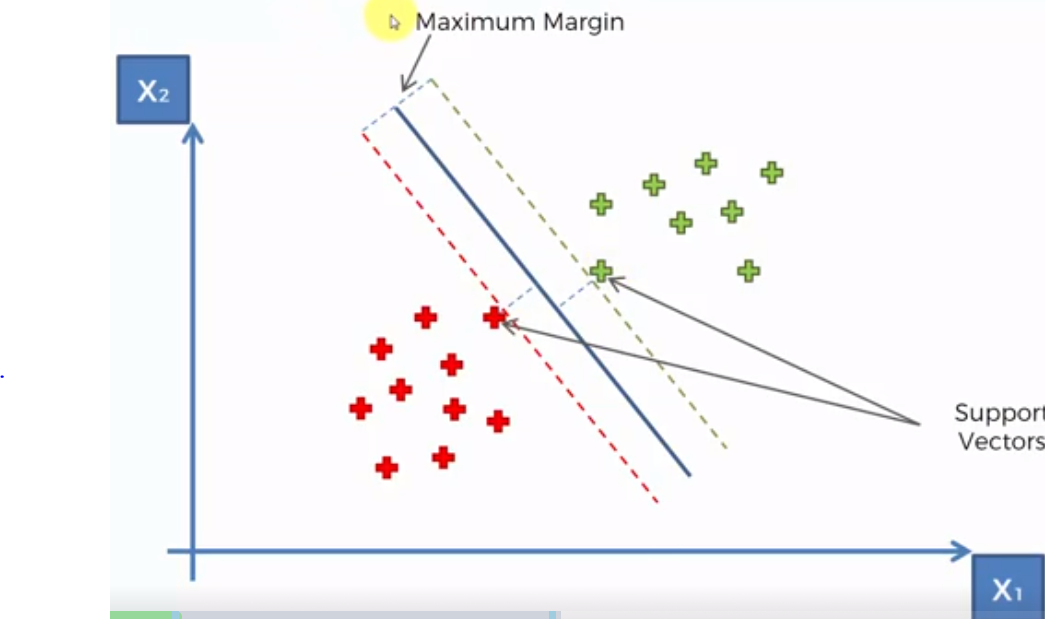 Maximum Margin
X₂
Support
Vectors
X₁